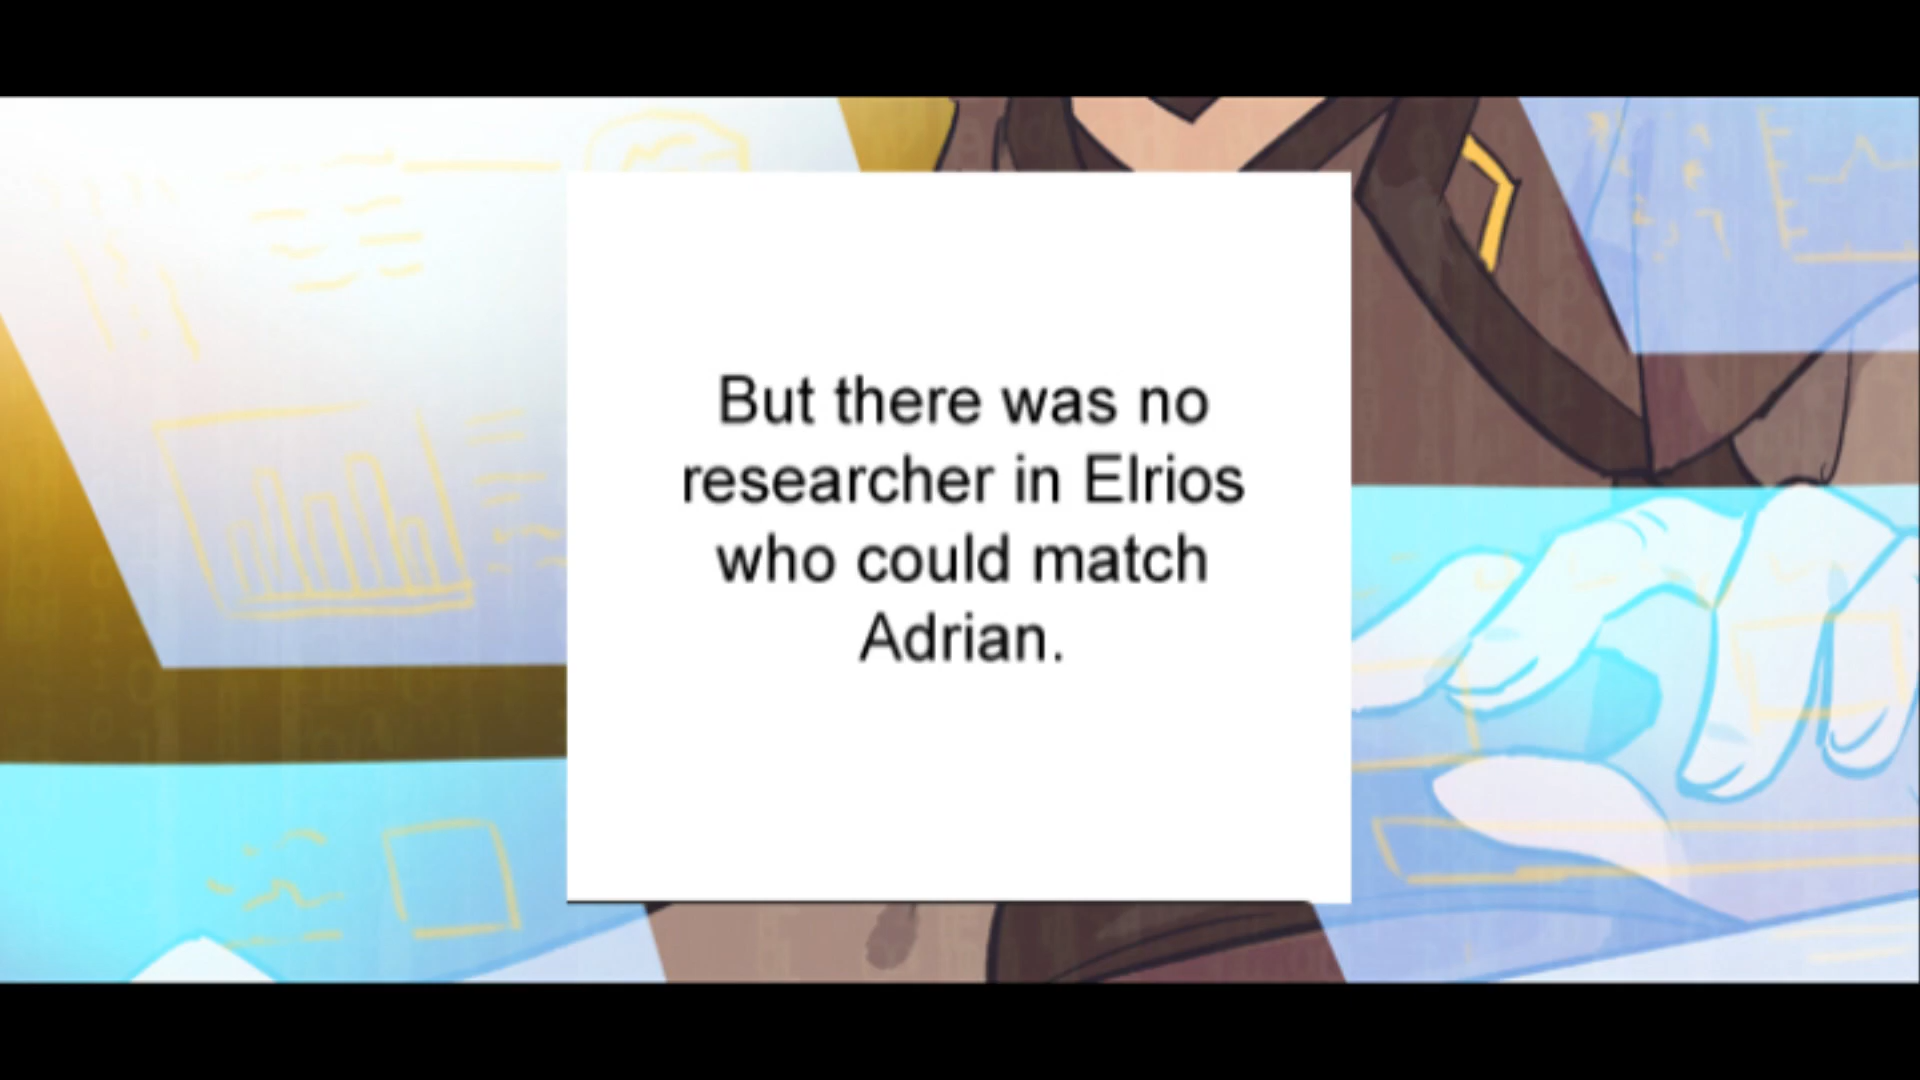 But there was no
researcher in Elrios
who could match
Adrian.